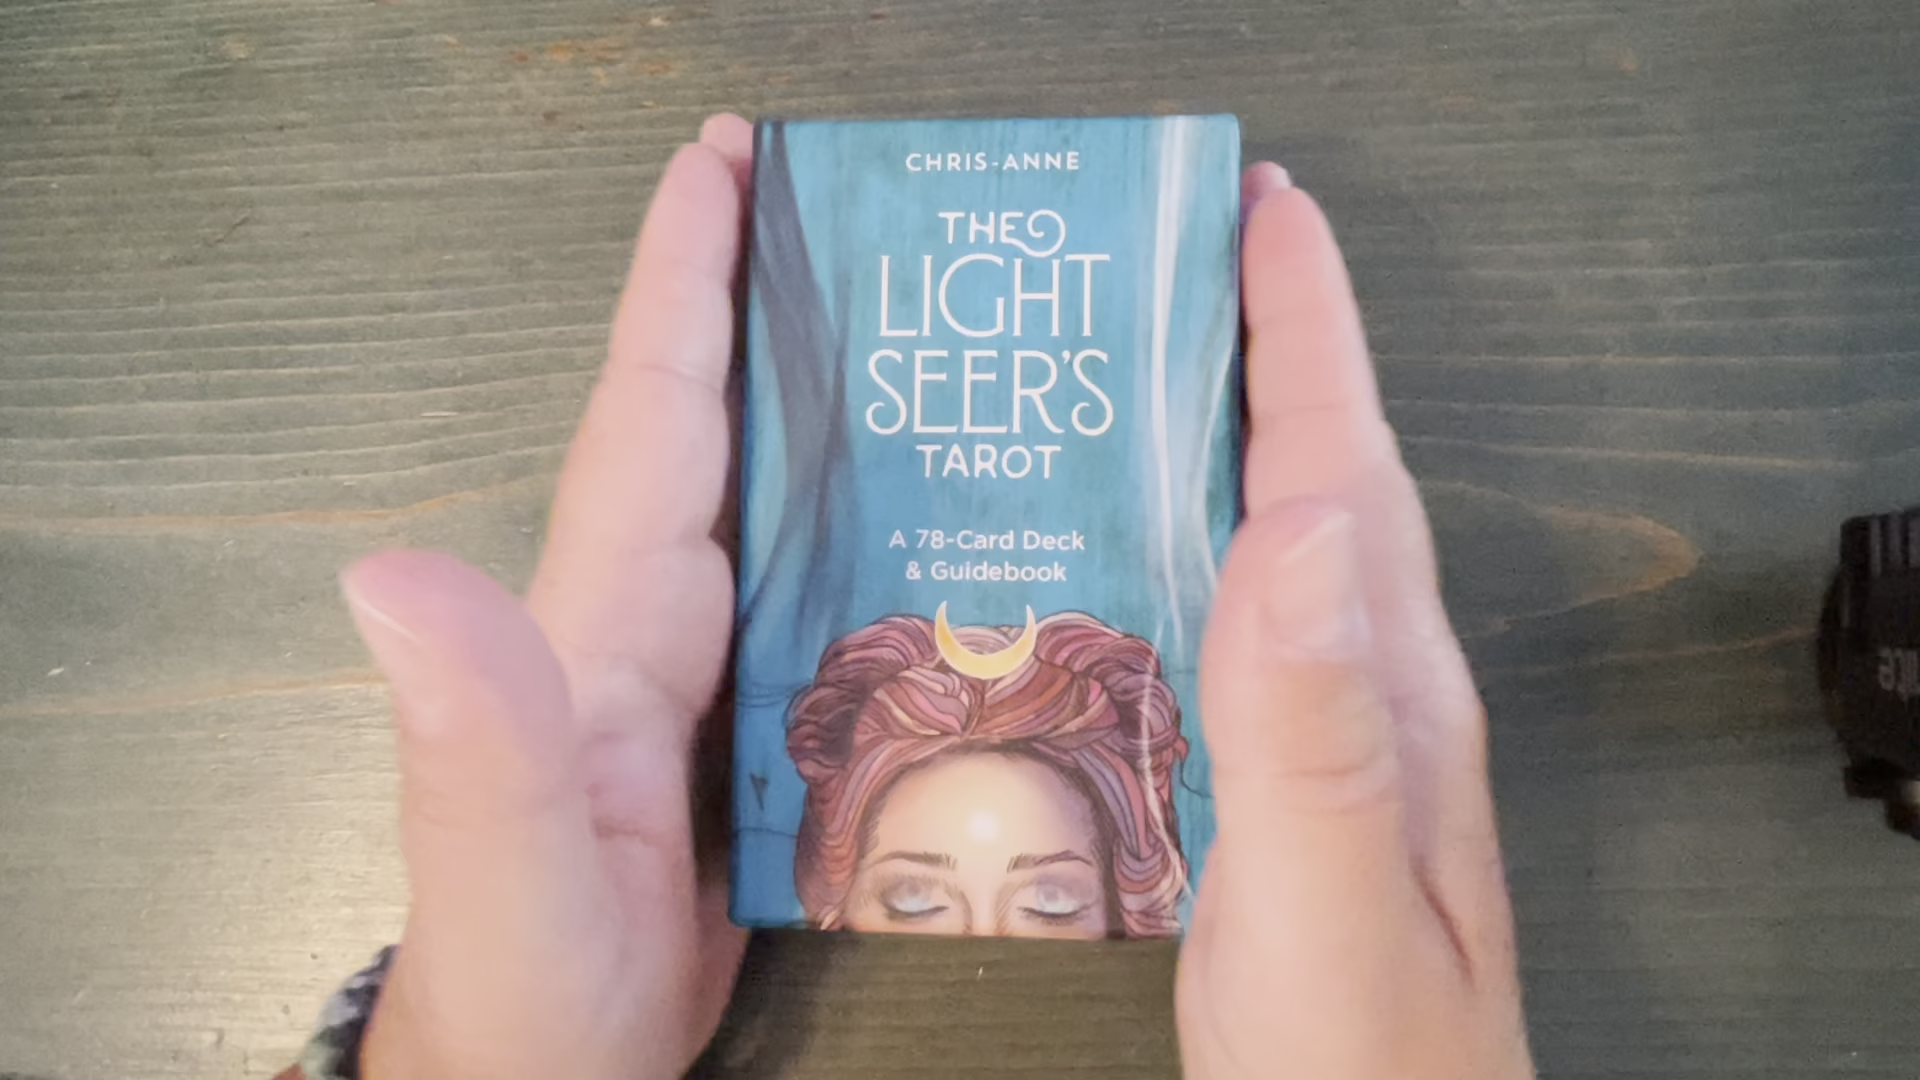 CHRIS-ANNE
THE
LIGHT
SEER'S
TAROT
A 78-Card Deck
& Guidebook